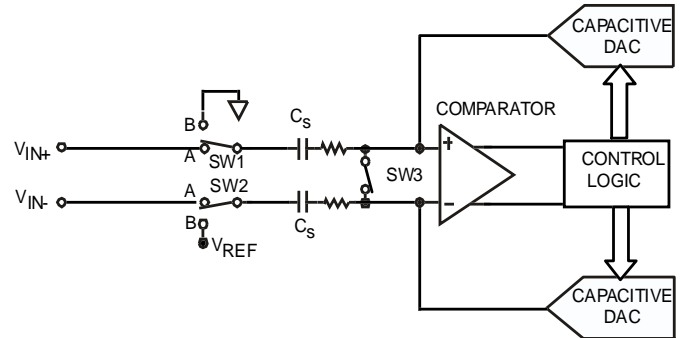 CAPACITIVE
DAC
B
C_S
COMPARATOR
V_IN+
A
SW1
+
CONTROL
LOGIC
SW3
A
SW2
V_IN-
−
B
C_S
V_REF
CAPACITIVE
DAC